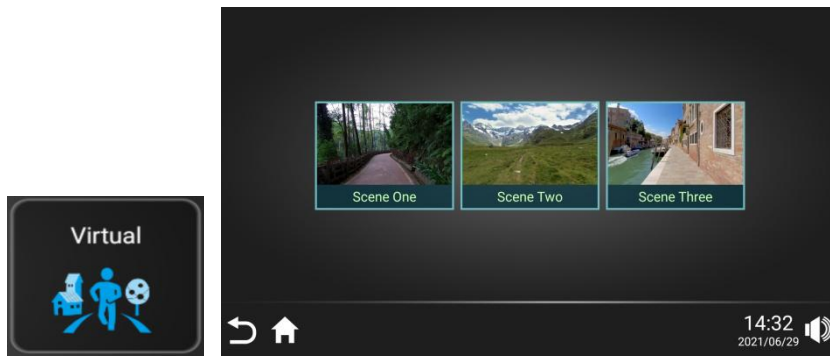 Virtual
Scene One
Scene Two
Scene Three
14:32
2021/06/29